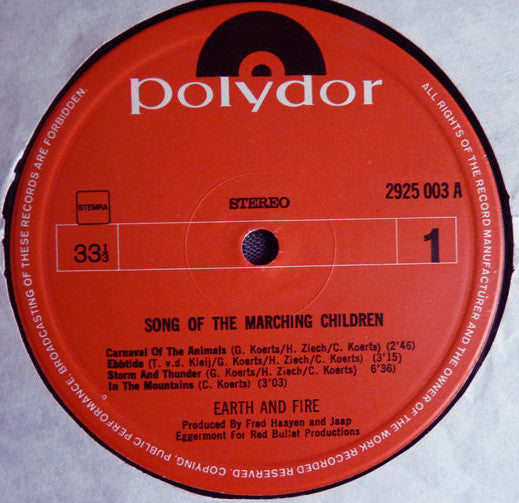 polydor
STEMRA
STEREO
2925 003 A
33⅓
1
SONG OF THE MARCHING CHILDREN
Carnaval Of The Animals (G. Koerts/H. Ziech/C. Koerts) (2'46)
Ebbtide (T. v.d. Kleij/G. Koerts/H. Ziech/C. Koerts) (3'15)
Storm And Thunder (G. Koerts/H. Ziech/C. Koerts) 6'36)
In The Mountains (C. Koerts) (3'03)
EARTH AND FIRE
Produced By Fred Haayen and Jaap
Eggermont For Red Bullet Productions
ALL RIGHTS OF THE RECORD MANUFACTURER AND OF THE OWNER OF THE WORK RECORDED RESERVED. COPYING, PUBLIC PERFORMANCE, BROADCASTING OF THESE RECORDS ARE FORBIDDEN.